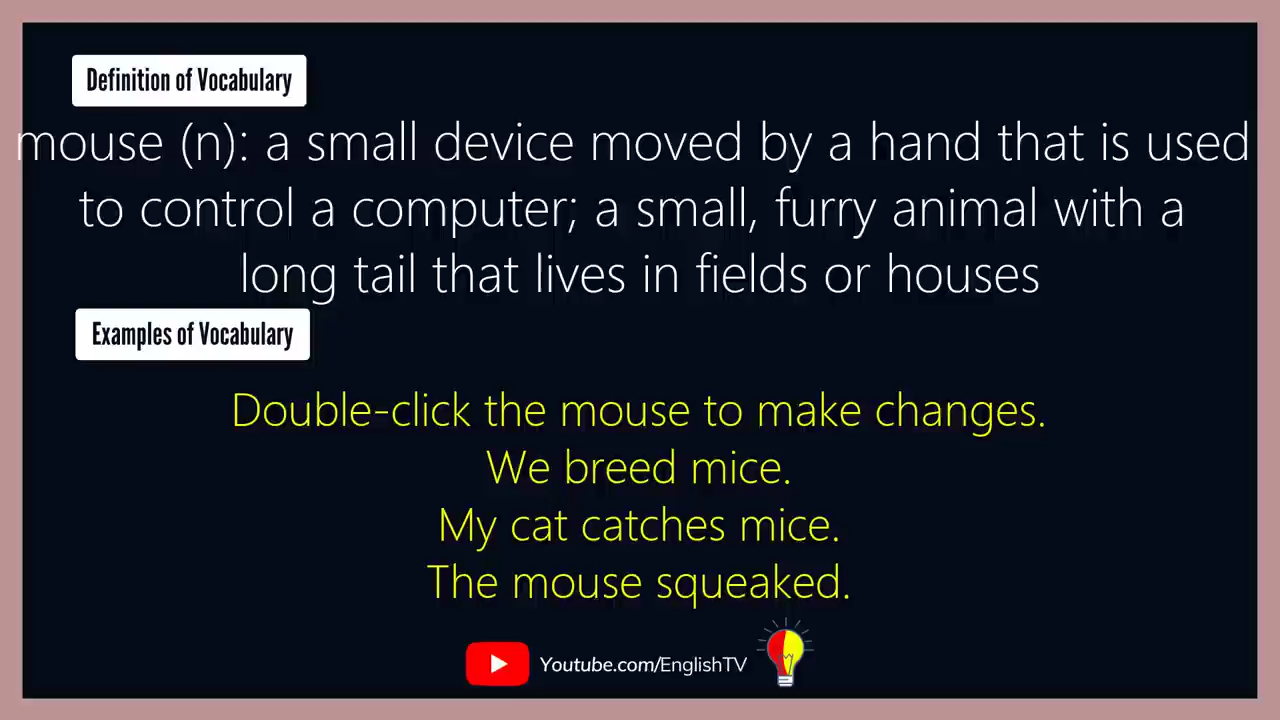 Definition of Vocabulary
mouse (n): a small device moved by a hand that is used
to control a computer; a small, furry animal with a
long tail that lives in fields or houses
Examples of Vocabulary
Double-click the mouse to make changes.
We breed mice.
My cat catches mice.
The mouse squeaked.
Youtube.com/EnglishTV